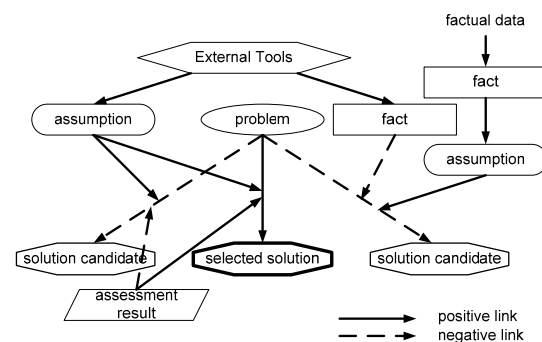 factual data
External Tools
fact
assumption
problem
fact
assumption
solution candidate
selected solution
solution candidate
assessment
result
positive link
negative link